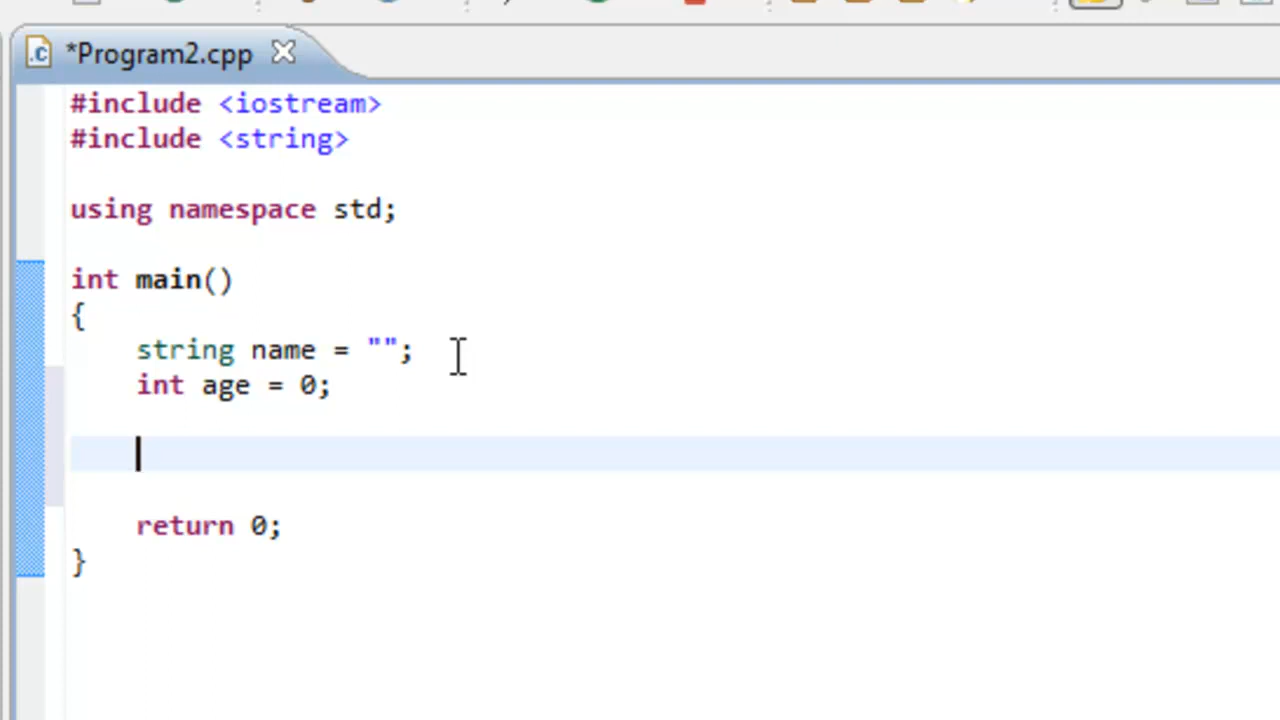 *Program2.cpp
#include <iostream>
#include <string>
using namespace std;
int main()
{
string name = "";
int age = 0;
return 0;
}